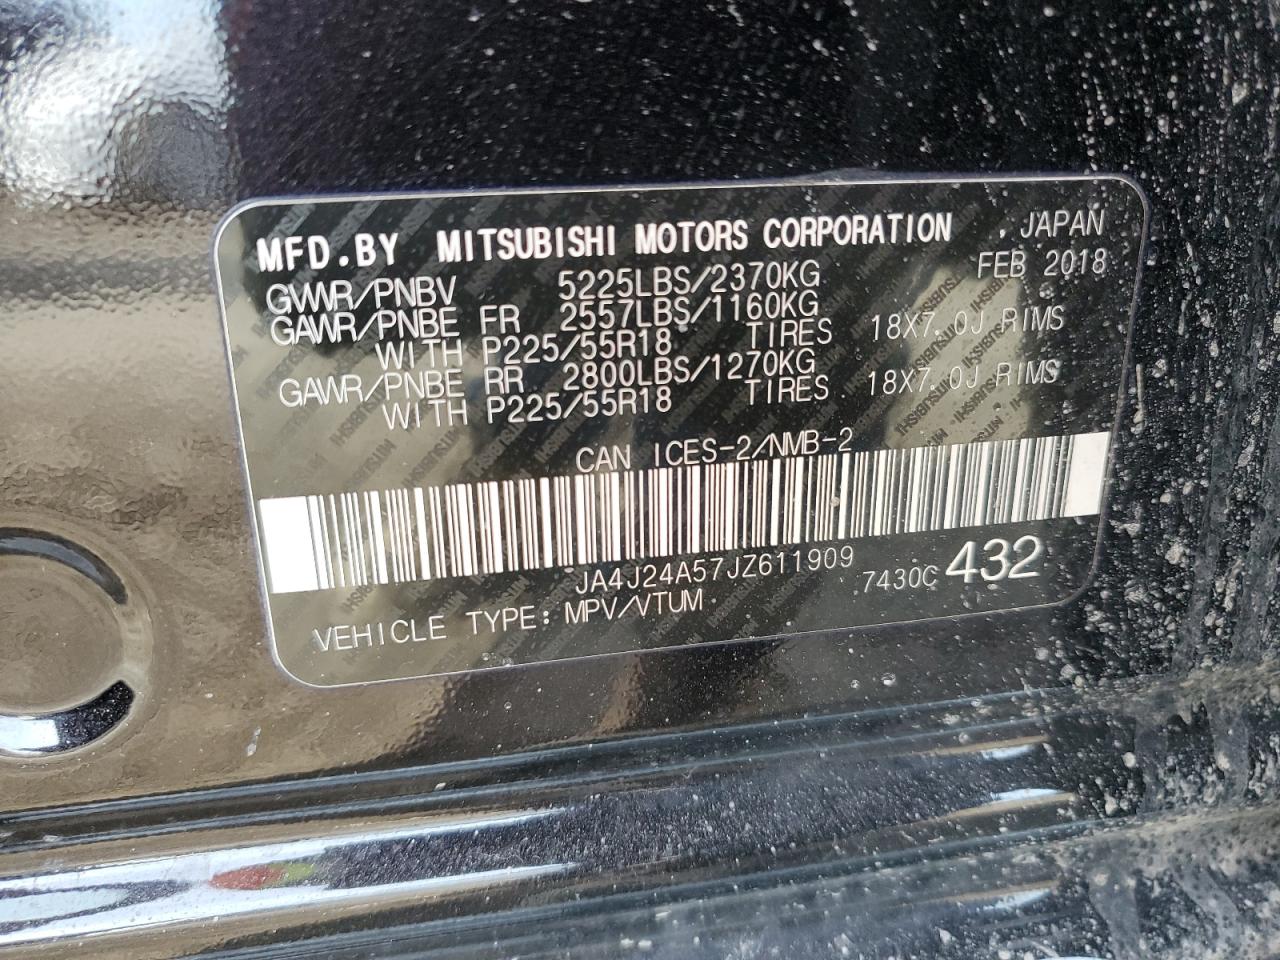 MFD.BY MITSUBISHI MOTORS CORPORATION JAPAN
GVWR/PNBV 5225LBS/2370KG FEB 2018
GAWR/PNBE FR 2557LBS/1160KG
WITH P225/55R18 TIRES 18X7.0J RIMS
GAWR/PNBE RR 2800LBS/1270KG
WITH P225/55R18 TIRES 18X7.0J RIMS
CAN ICES-2/NMB-2
JA4J24A57JZ611909 7430C 432
VEHICLE TYPE: MPV/VTUM